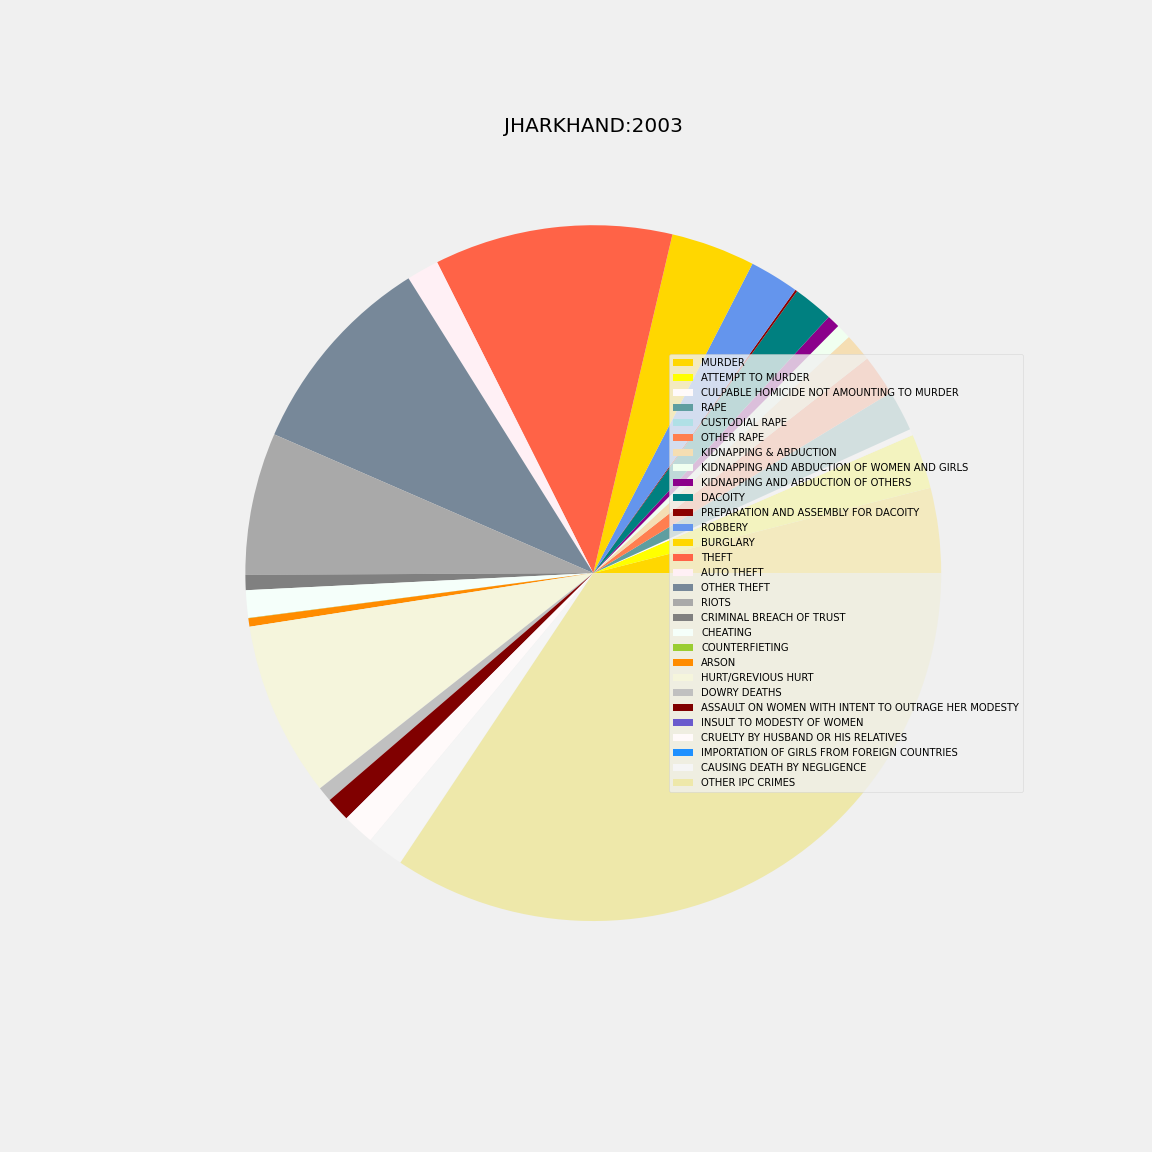 JHARKHAND:2003
MURDER
ATTEMPT TO MURDER
CULPABLE HOMICIDE NOT AMOUNTING TO MURDER
RAPE
CUSTODIAL RAPE
OTHER RAPE
KIDNAPPING & ABDUCTION
KIDNAPPING AND ABDUCTION OF WOMEN AND GIRLS
KIDNAPPING AND ABDUCTION OF OTHERS
DACOITY
PREPARATION AND ASSEMBLY FOR DACOITY
ROBBERY
BURGLARY
THEFT
AUTO THEFT
OTHER THEFT
RIOTS
CRIMINAL BREACH OF TRUST
CHEATING
COUNTERFIETING
ARSON
HURT/GREVIOUS HURT
DOWRY DEATHS
ASSAULT ON WOMEN WITH INTENT TO OUTRAGE HER MODESTY
INSULT TO MODESTY OF WOMEN
CRUELTY BY HUSBAND OR HIS RELATIVES
IMPORTATION OF GIRLS FROM FOREIGN COUNTRIES
CAUSING DEATH BY NEGLIGENCE
OTHER IPC CRIMES